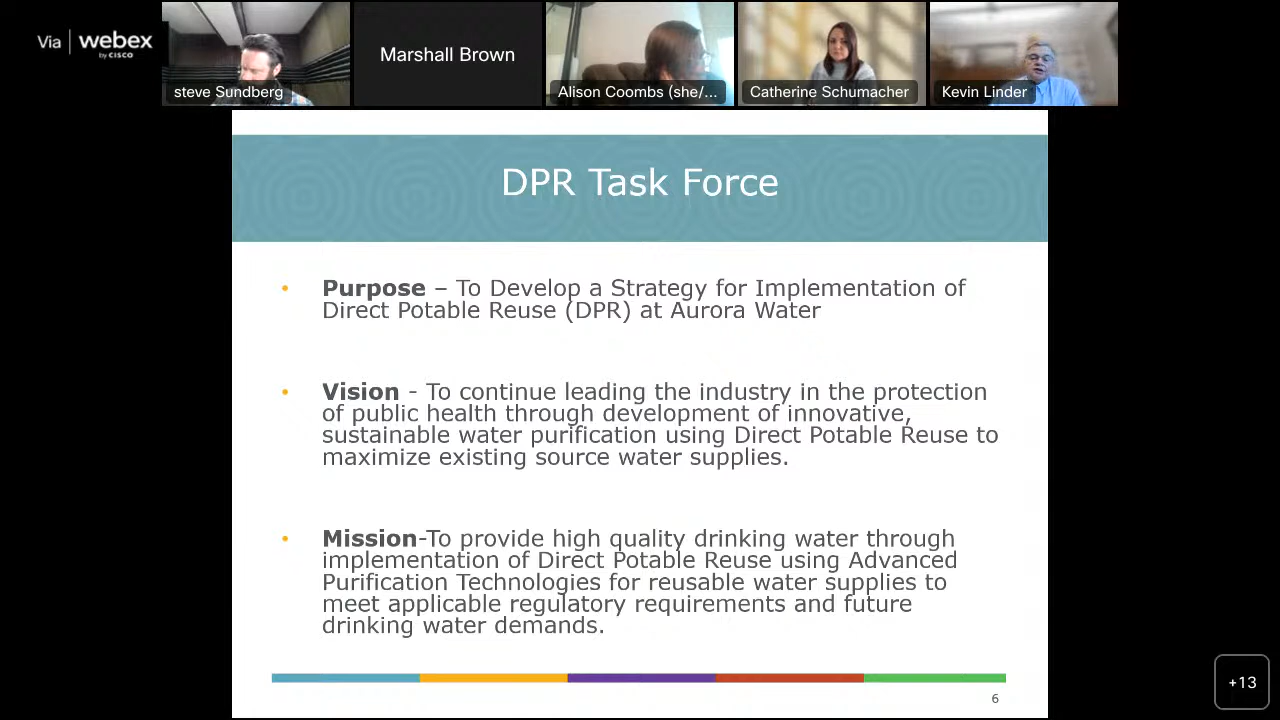 Via | webex
by CISCO
steve Sundberg
Marshall Brown
Alison Coombs (she/...
Catherine Schumacher
Kevin Linder
DPR Task Force
• Purpose – To Develop a Strategy for Implementation of
Direct Potable Reuse (DPR) at Aurora Water
• Vision - To continue leading the industry in the protection
of public health through development of innovative,
sustainable water purification using Direct Potable Reuse to
maximize existing source water supplies.
• Mission-To provide high quality drinking water through
implementation of Direct Potable Reuse using Advanced
Purification Technologies for reusable water supplies to
meet applicable regulatory requirements and future
drinking water demands.
6
+13